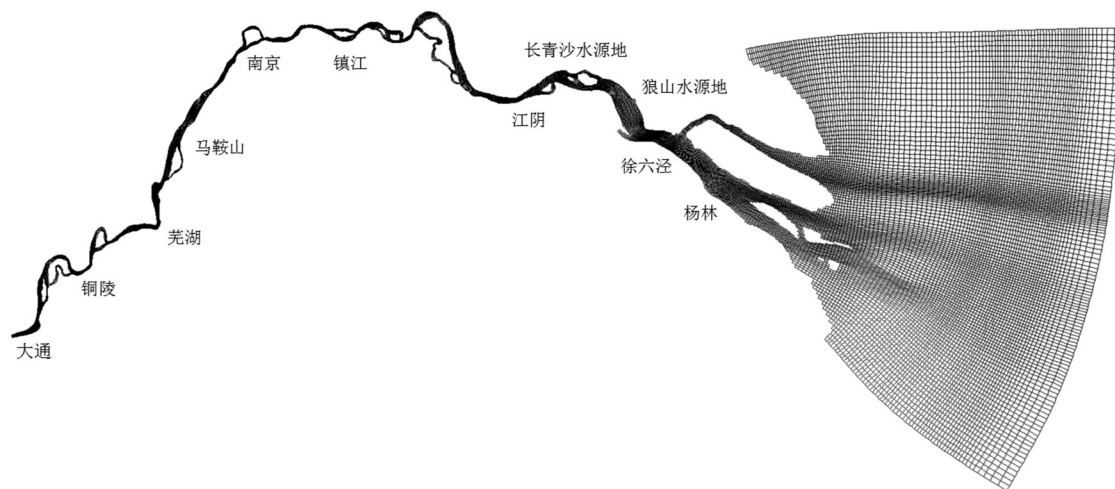 长青沙水源地
南京
镇江
狼山水源地
江阴
马鞍山
徐六泾
杨林
芜湖
铜陵
大通